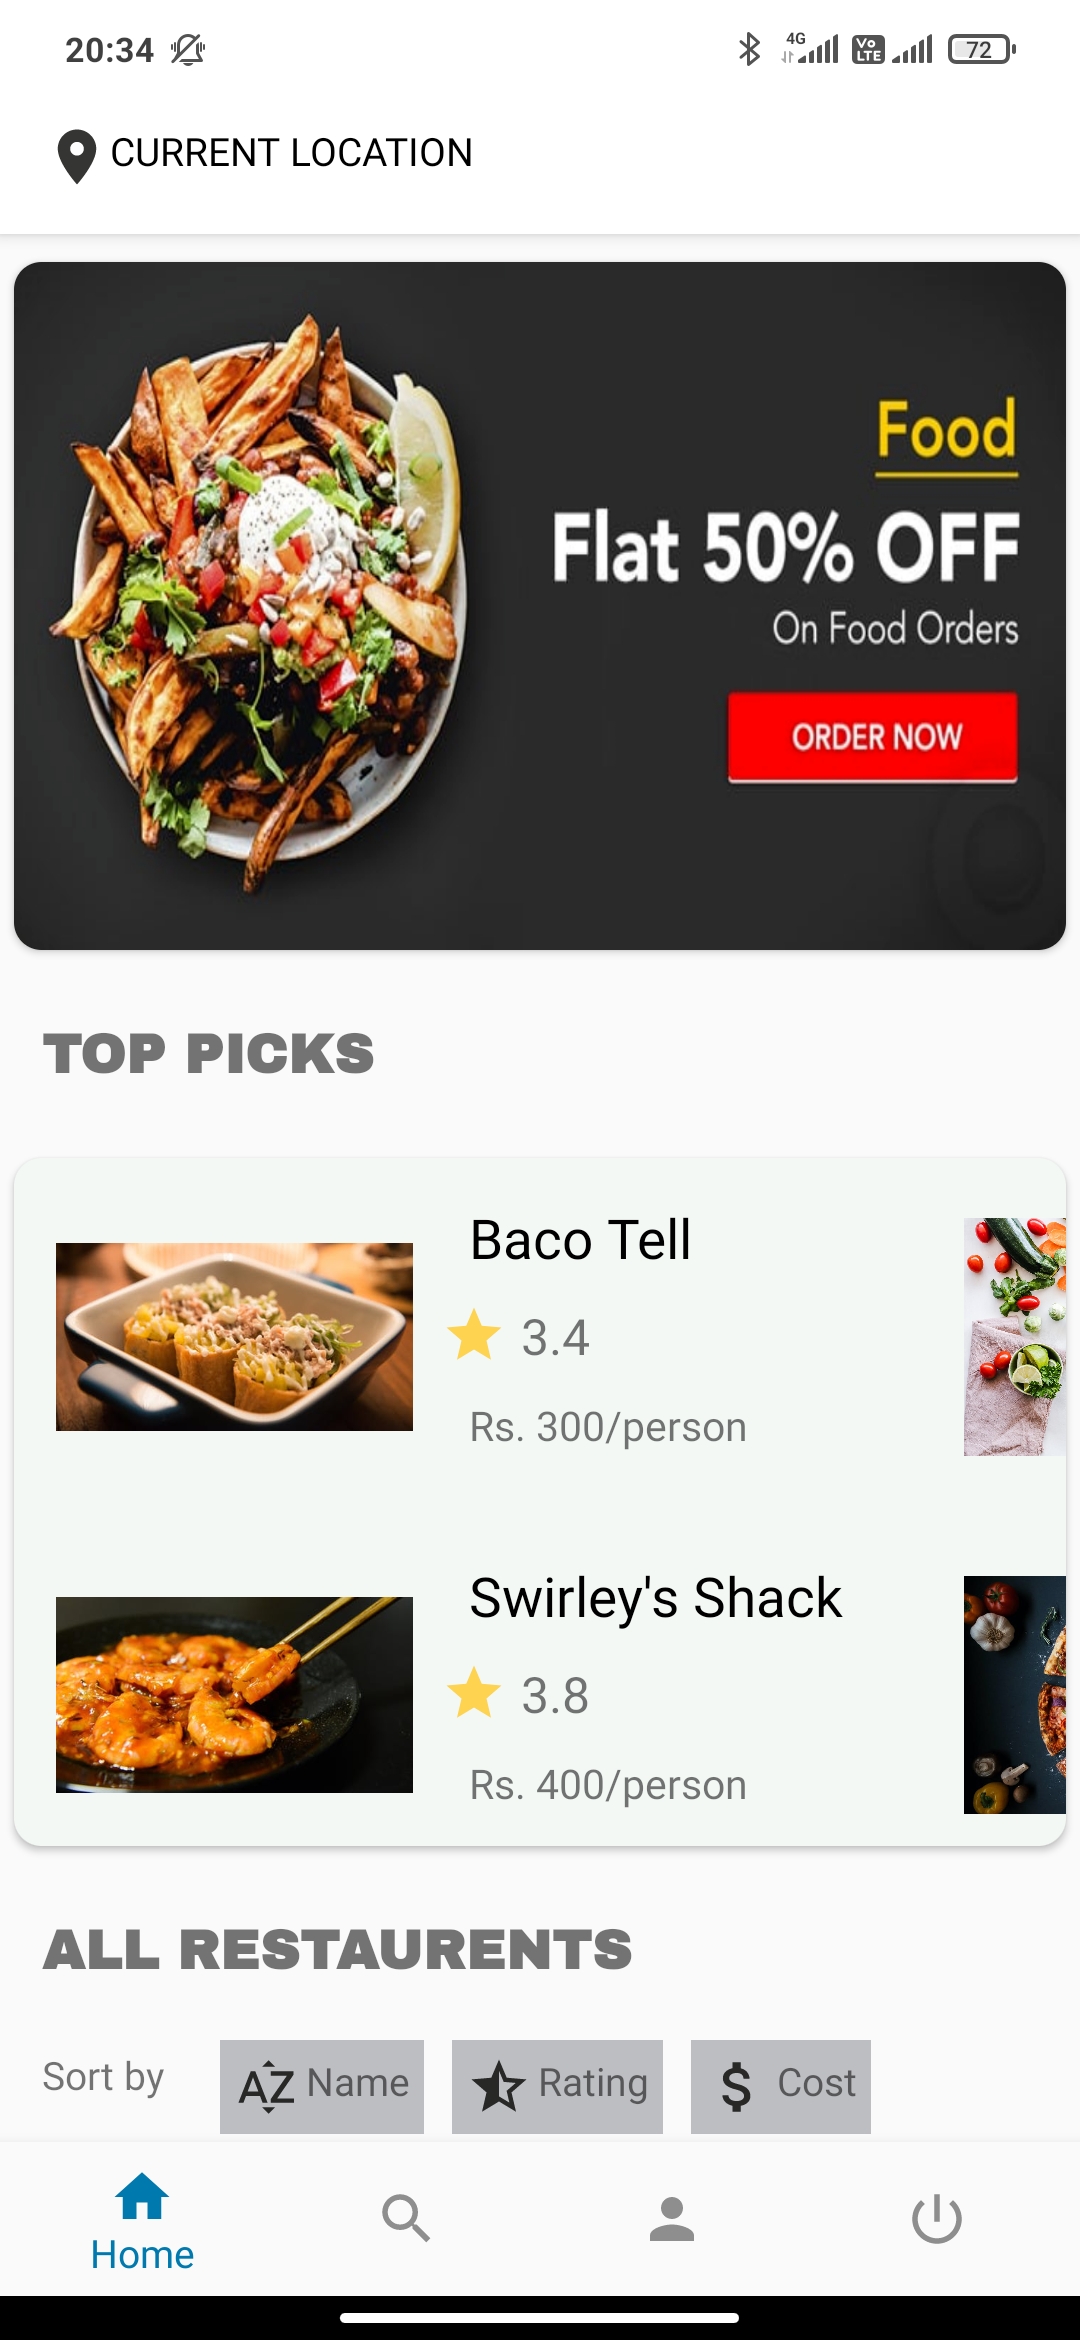 20:34
4G
Vo
LTE
72
CURRENT LOCATION
Food
Flat 50% OFF
On Food Orders
ORDER NOW
TOP PICKS
Baco Tell
3.4
Rs. 300/person
Swirley's Shack
3.8
Rs. 400/person
ALL RESTAURENTS
Sort by
AZ Name
Rating
$ Cost
Home